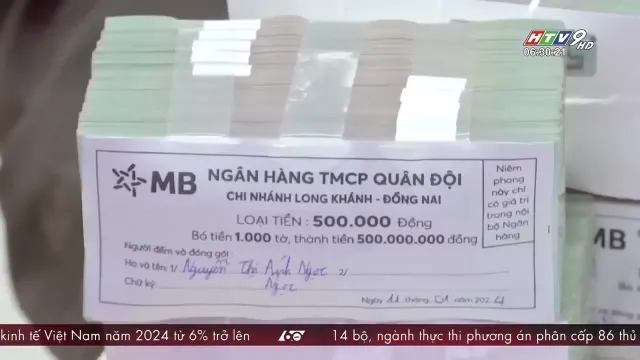 HTV9 HD
06:30:21
MB NGÂN HÀNG TMCP QUÂN ĐỘI
CHI NHÁNH LONG KHÁNH - ĐỒNG NAI
LOẠI TIỀN: 500.000 Đồng
Bó tiền 1.000 tờ, thành tiền 500.000.000 đồng
Người đếm và đóng gói:
Họ và tên: 1/ Nguyễn Thị Ánh Ngọc 2/
Chữ ký: Ngọc
Ngày 11 tháng 01 năm 2024
Niêm
phong
này chỉ
có giá trị
trong nội
bộ Ngân
hàng
MB
kinh tế Việt Nam năm 2024 từ 6% trở lên
14 bộ, ngành thực thi phương án phân cấp 86 thủ